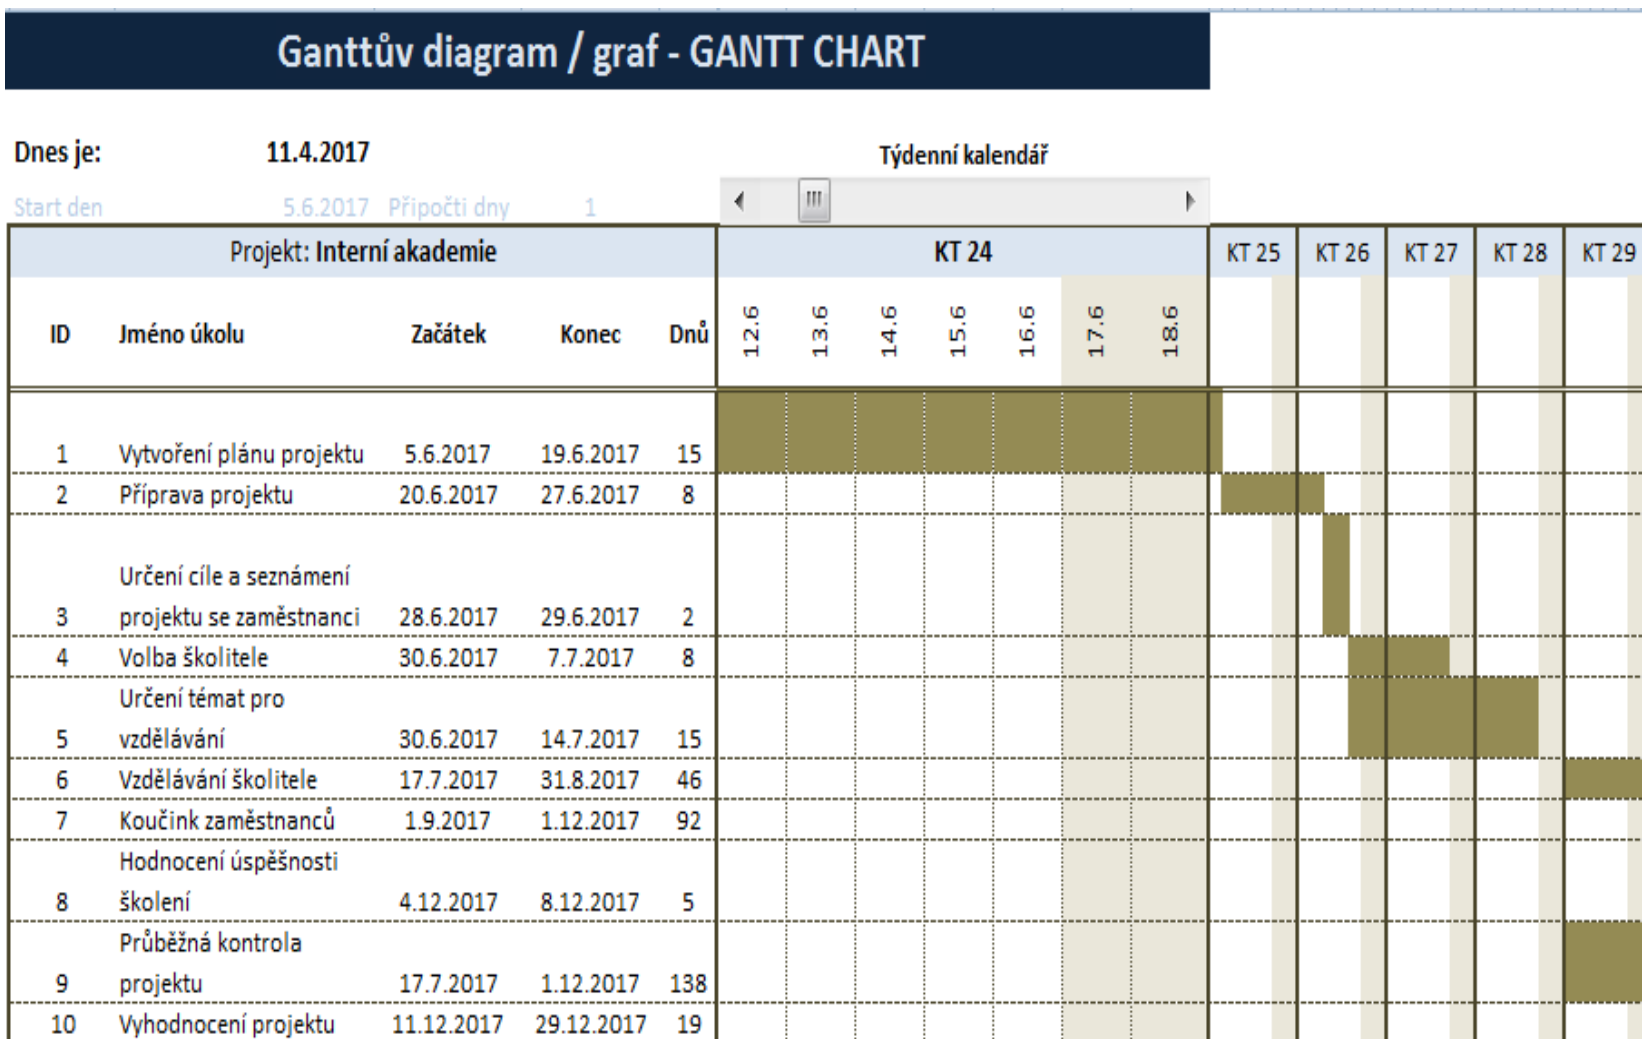 Ganttův diagram / graf - GANTT CHART
Dnes je: 11.4.2017
Týdenní kalendář
Start den 5.6.2017 Připočti dny 1
Projekt: Interní akademie KT 24 KT 25 KT 26 KT 27 KT 28 KT 29
ID Jméno úkolu Začátek Konec Dnů 12.6 13.6 14.6 15.6 16.6 17.6 18.6
1 Vytvoření plánu projektu 5.6.2017 19.6.2017 15
2 Příprava projektu 20.6.2017 27.6.2017 8
Určení cíle a seznámení
3 projektu se zaměstnanci 28.6.2017 29.6.2017 2
4 Volba školitele 30.6.2017 7.7.2017 8
Určení témat pro
5 vzdělávání 30.6.2017 14.7.2017 15
6 Vzdělávání školitele 17.7.2017 31.8.2017 46
7 Koučink zaměstnanců 1.9.2017 1.12.2017 92
Hodnocení úspěšnosti
8 školení 4.12.2017 8.12.2017 5
Průběžná kontrola
9 projektu 17.7.2017 1.12.2017 138
10 Vyhodnocení projektu 11.12.2017 29.12.2017 19